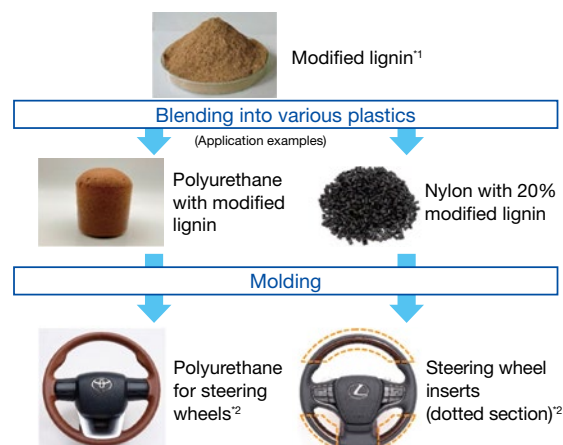 Modified lignin*1
Blending into various plastics
(Application examples)
Polyurethane
with modified
lignin
Nylon with 20%
modified lignin
Molding
Polyurethane
for steering
wheels*2
Steering wheel
inserts
(dotted section)*2